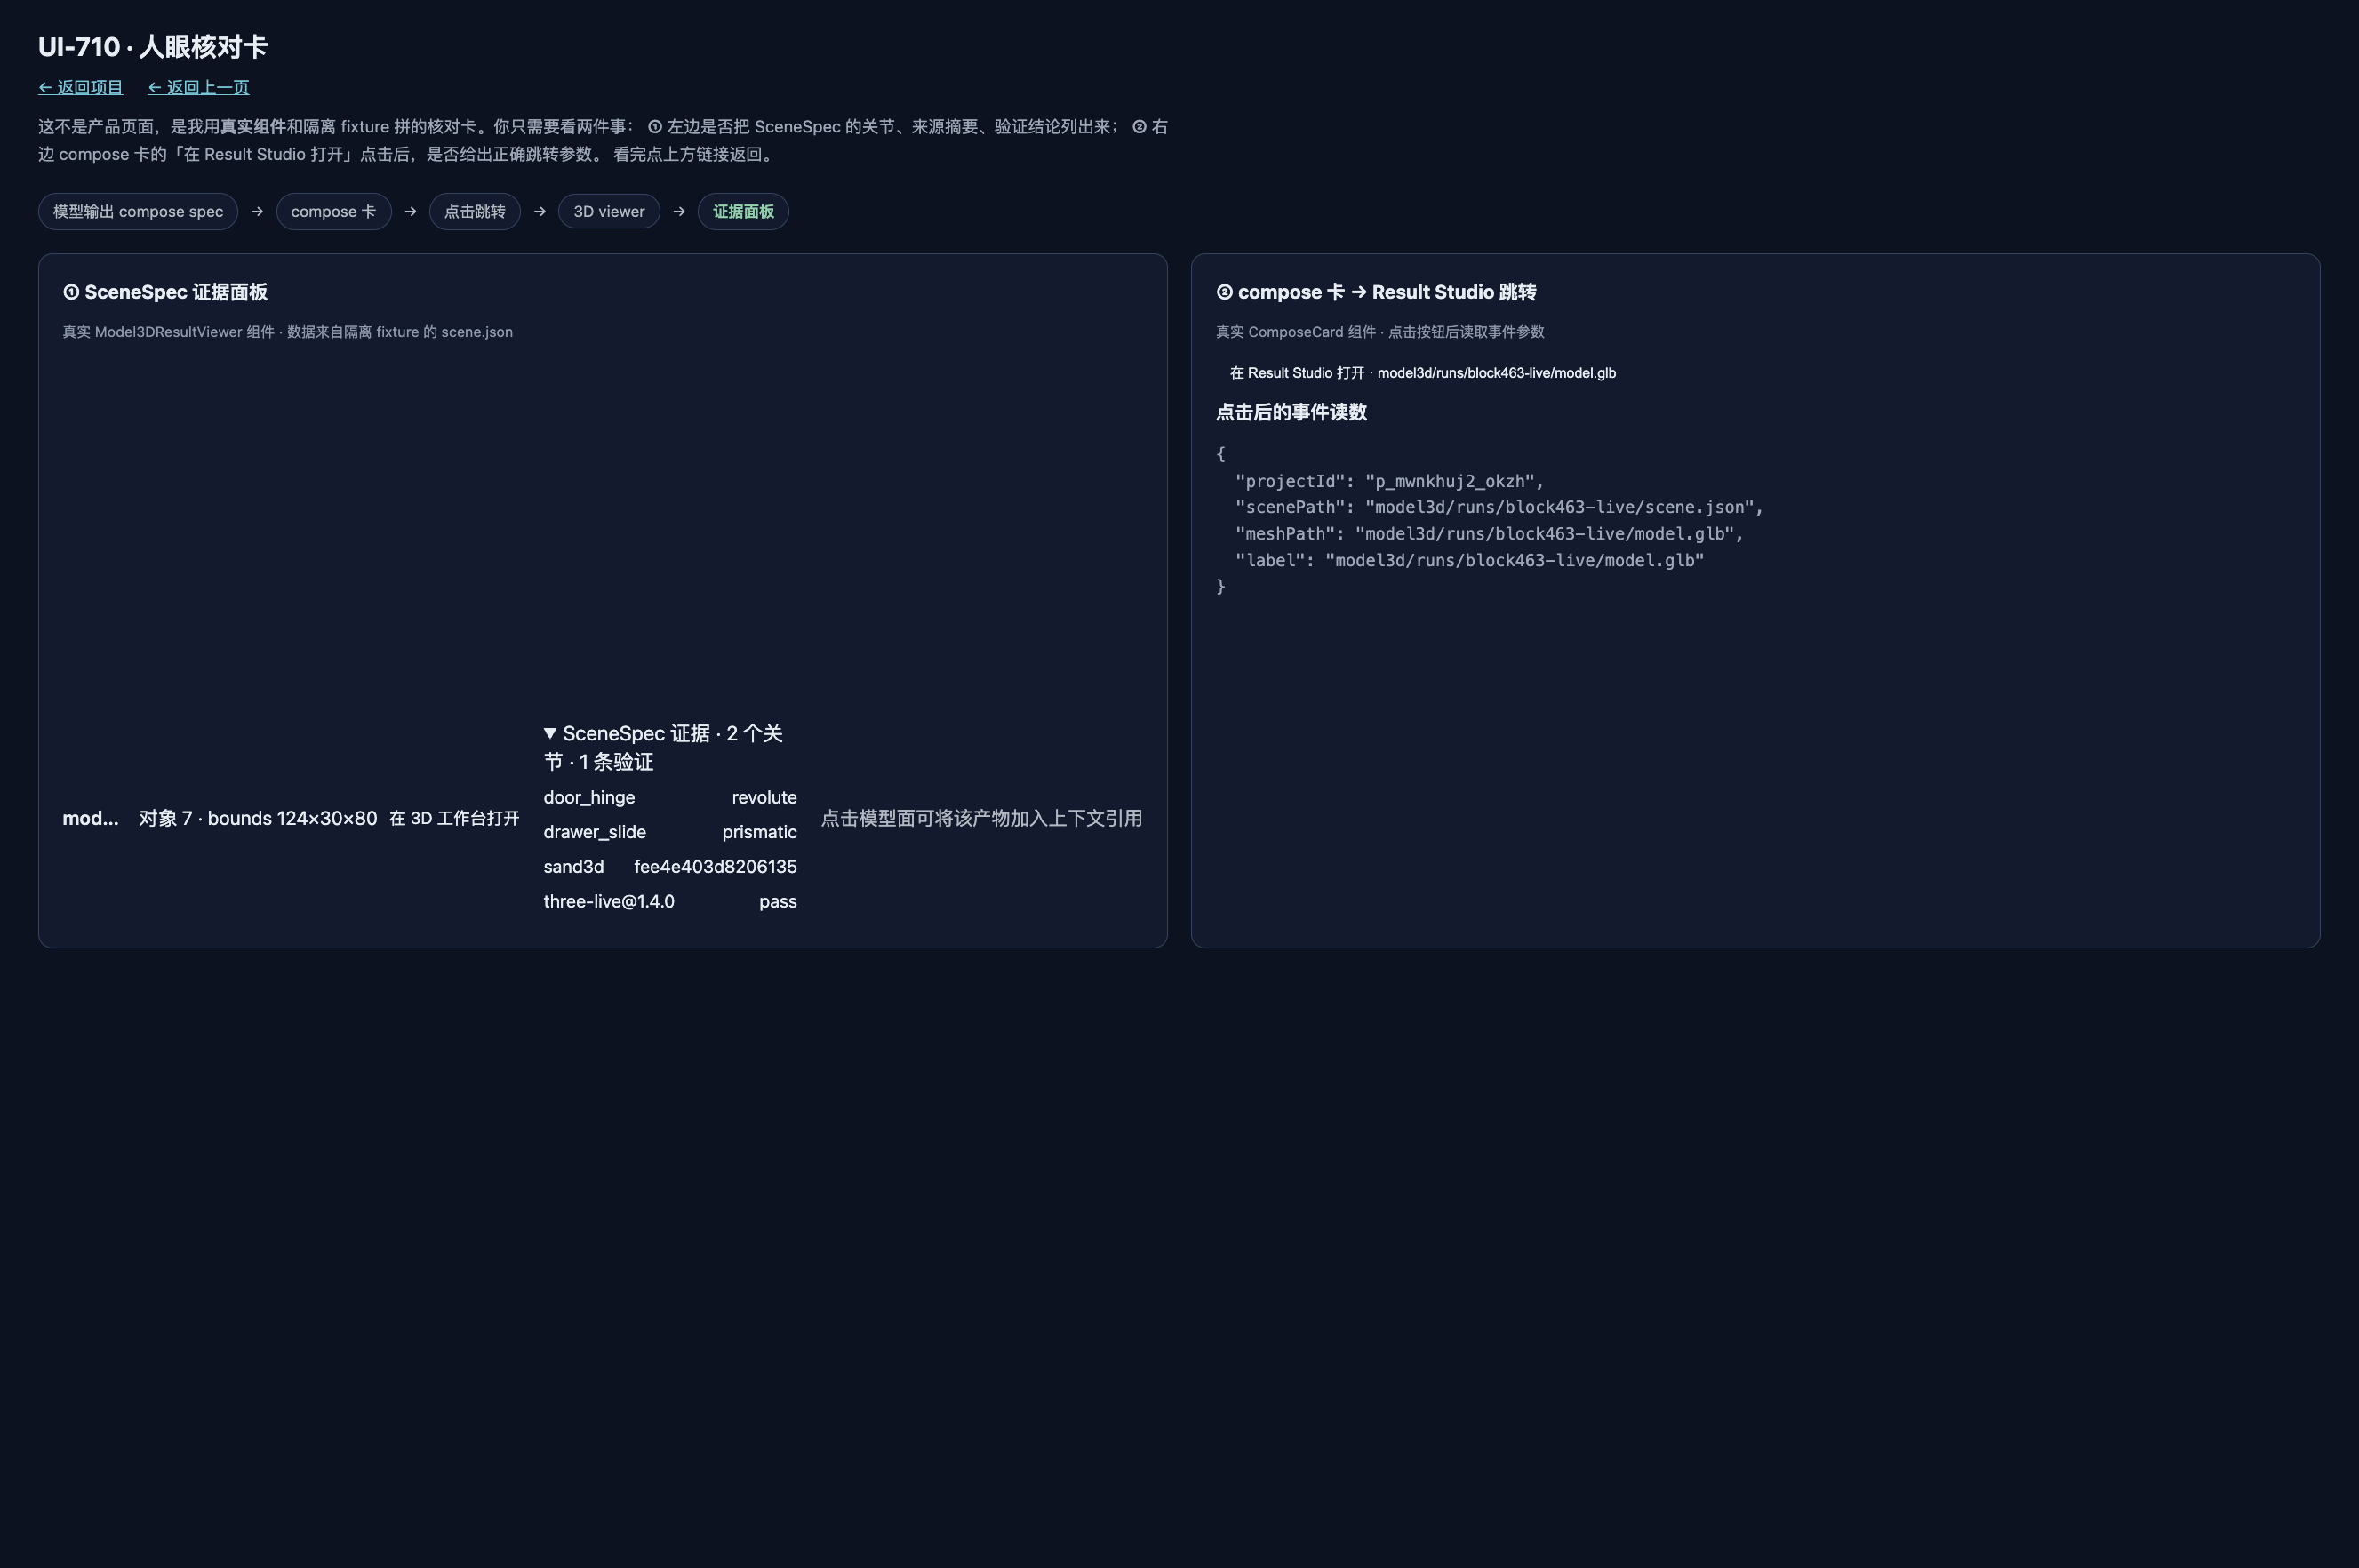 UI-710 · 人眼核对卡
← 返回项目 ← 返回上一页
这不是产品页面，是我用真实组件和隔离 fixture 拼的核对卡。你只需要看两件事： ① 左边是否把 SceneSpec 的关节、来源摘要、验证结论列出来； ② 右
边 compose 卡的「在 Result Studio 打开」点击后，是否给出正确跳转参数。 看完点上方链接返回。
模型输出 compose spec → compose 卡 → 点击跳转 → 3D viewer → 证据面板
① SceneSpec 证据面板
真实 Model3DResultViewer 组件 · 数据来自隔离 fixture 的 scene.json
mod... 对象 7 · bounds 124×30×80 在 3D 工作台打开
▼ SceneSpec 证据 · 2 个关
节 · 1 条验证
door_hinge revolute
drawer_slide prismatic
sand3d fee4e403d8206135
three-live@1.4.0 pass
点击模型面可将该产物加入上下文引用
② compose 卡 → Result Studio 跳转
真实 ComposeCard 组件 · 点击按钮后读取事件参数
在 Result Studio 打开 · model3d/runs/block463-live/model.glb
点击后的事件读数
{
"projectId": "p_mwnkhuj2_okzh",
"scenePath": "model3d/runs/block463-live/scene.json",
"meshPath": "model3d/runs/block463-live/model.glb",
"label": "model3d/runs/block463-live/model.glb"
}